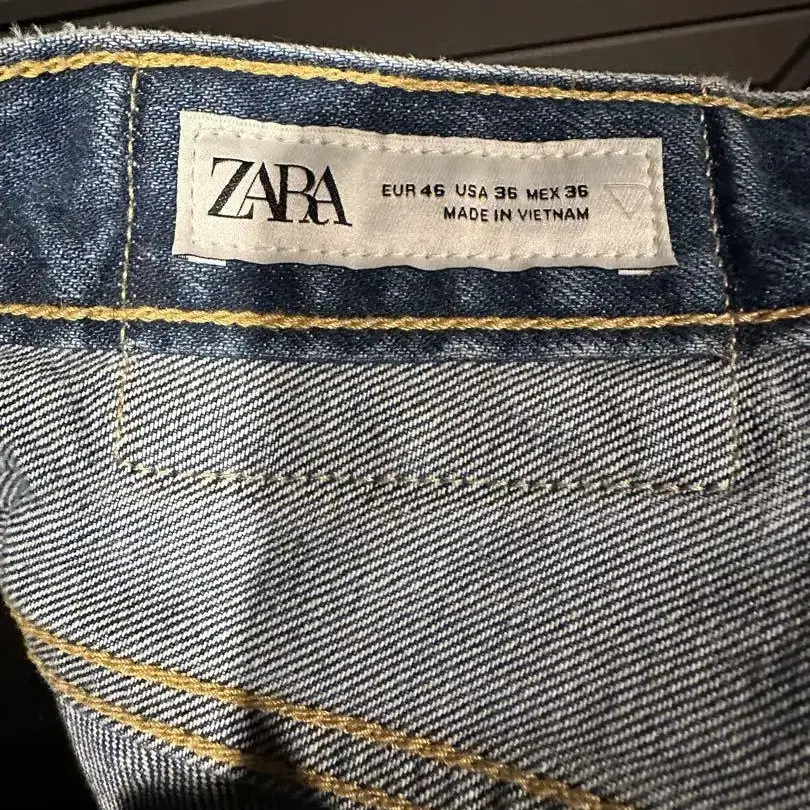 ZARA
EUR 46 USA 36 MEX 36
MADE IN VIETNAM